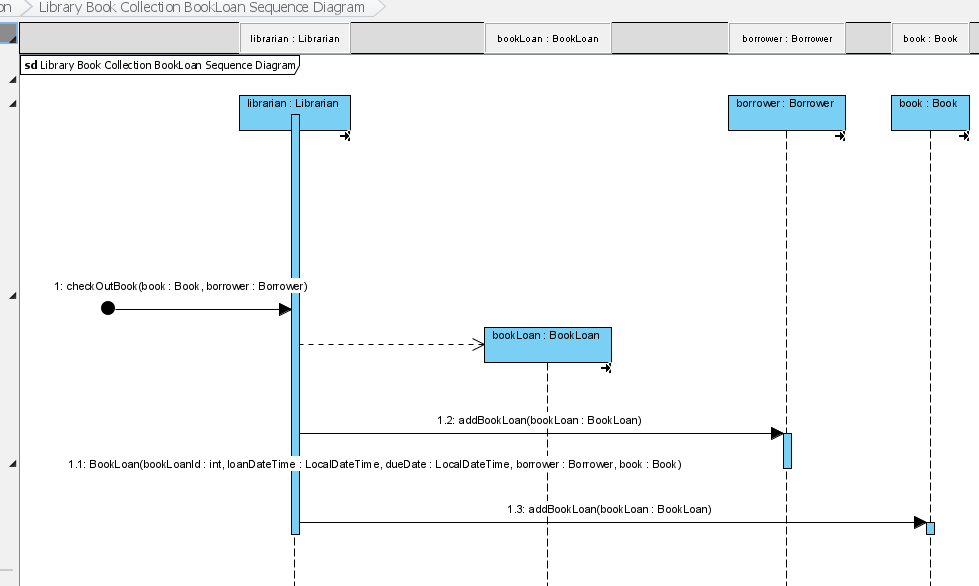 on Library Book Collection BookLoan Sequence Diagram
librarian : Librarian bookLoan : BookLoan borrower : Borrower book : Book
sd Library Book Collection BookLoan Sequence Diagram
librarian : Librarian borrower : Borrower book : Book
1: checkOutBook(book : Book, borrower : Borrower)
bookLoan : BookLoan
1.2: addBookLoan(bookLoan : BookLoan)
1.1: BookLoan(bookLoanId : int, loanDateTime : LocalDateTime, dueDate : LocalDateTime, borrower : Borrower, book : Book)
1.3: addBookLoan(bookLoan : BookLoan)